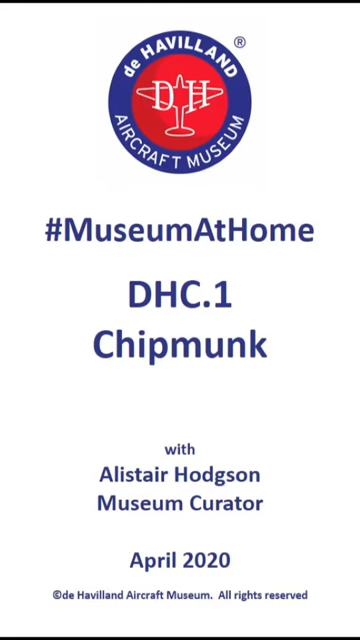 de HAVILLAND ®
D H
AIRCRAFT MUSEUM
#MuseumAtHome
DHC.1
Chipmunk
with
Alistair Hodgson
Museum Curator
April 2020
©de Havilland Aircraft Museum. All rights reserved